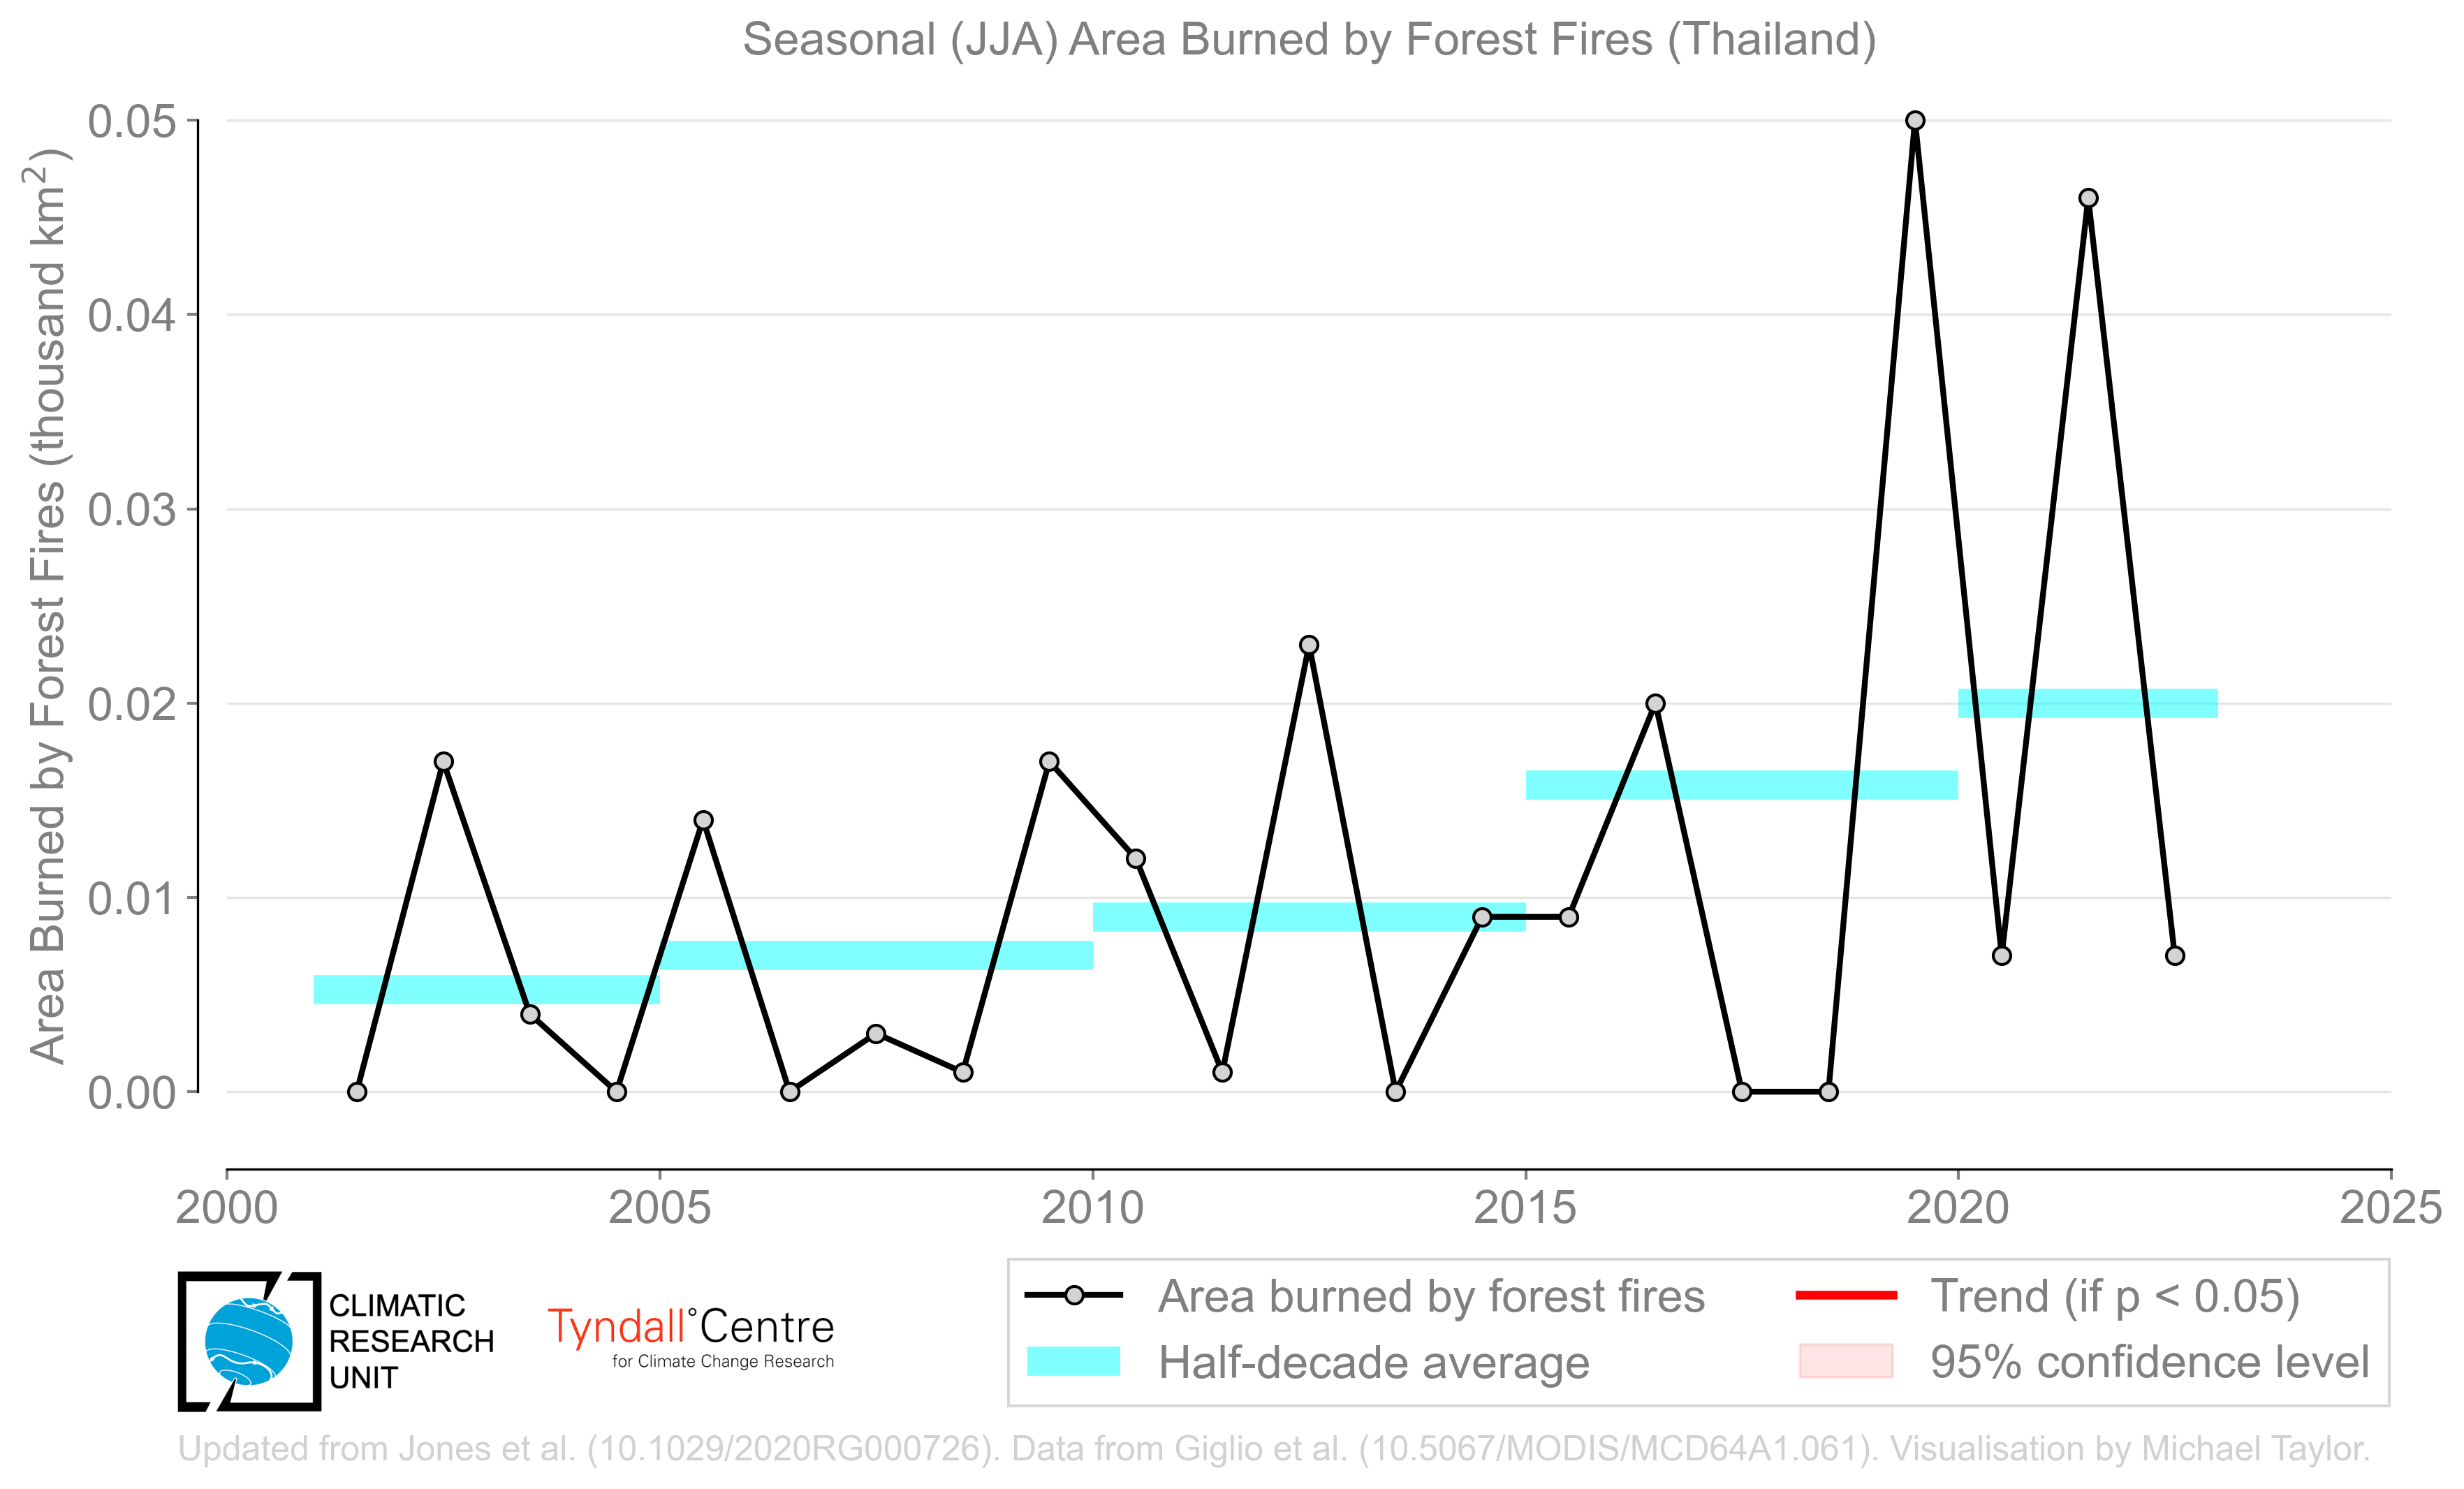 Seasonal (JJA) Area Burned by Forest Fires (Thailand)
Area Burned by Forest Fires (thousand km²)
0.05
0.04
0.03
0.02
0.01
0.00
2000 2005 2010 2015 2020 2025
CLIMATIC
RESEARCH
UNIT
Tyndall°Centre
for Climate Change Research
Area burned by forest fires
Half-decade average
Trend (if p < 0.05)
95% confidence level
Updated from Jones et al. (10.1029/2020RG000726). Data from Giglio et al. (10.5067/MODIS/MCD64A1.061). Visualisation by Michael Taylor.